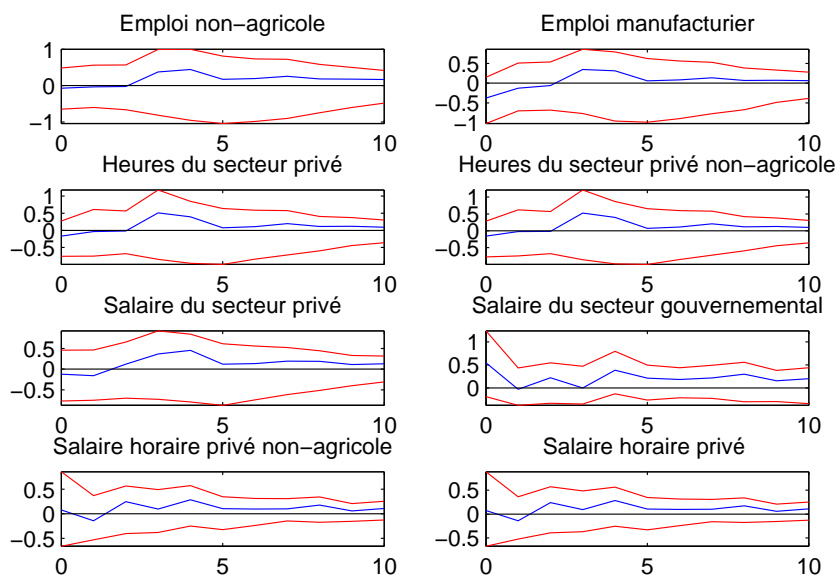 Emploi non−agricole
1
0
−1
0 5 10
Emploi manufacturier
0.5
0
−0.5
−1
0 5 10
Heures du secteur privé
1
0.5
0
−0.5
0 5 10
Heures du secteur privé non−agricole
1
0.5
0
−0.5
0 5 10
Salaire du secteur privé
0.5
0
−0.5
0 5 10
Salaire du secteur gouvernemental
1
0.5
0
0 5 10
Salaire horaire privé non−agricole
0.5
0
−0.5
0 5 10
Salaire horaire privé
0.5
0
−0.5
0 5 10